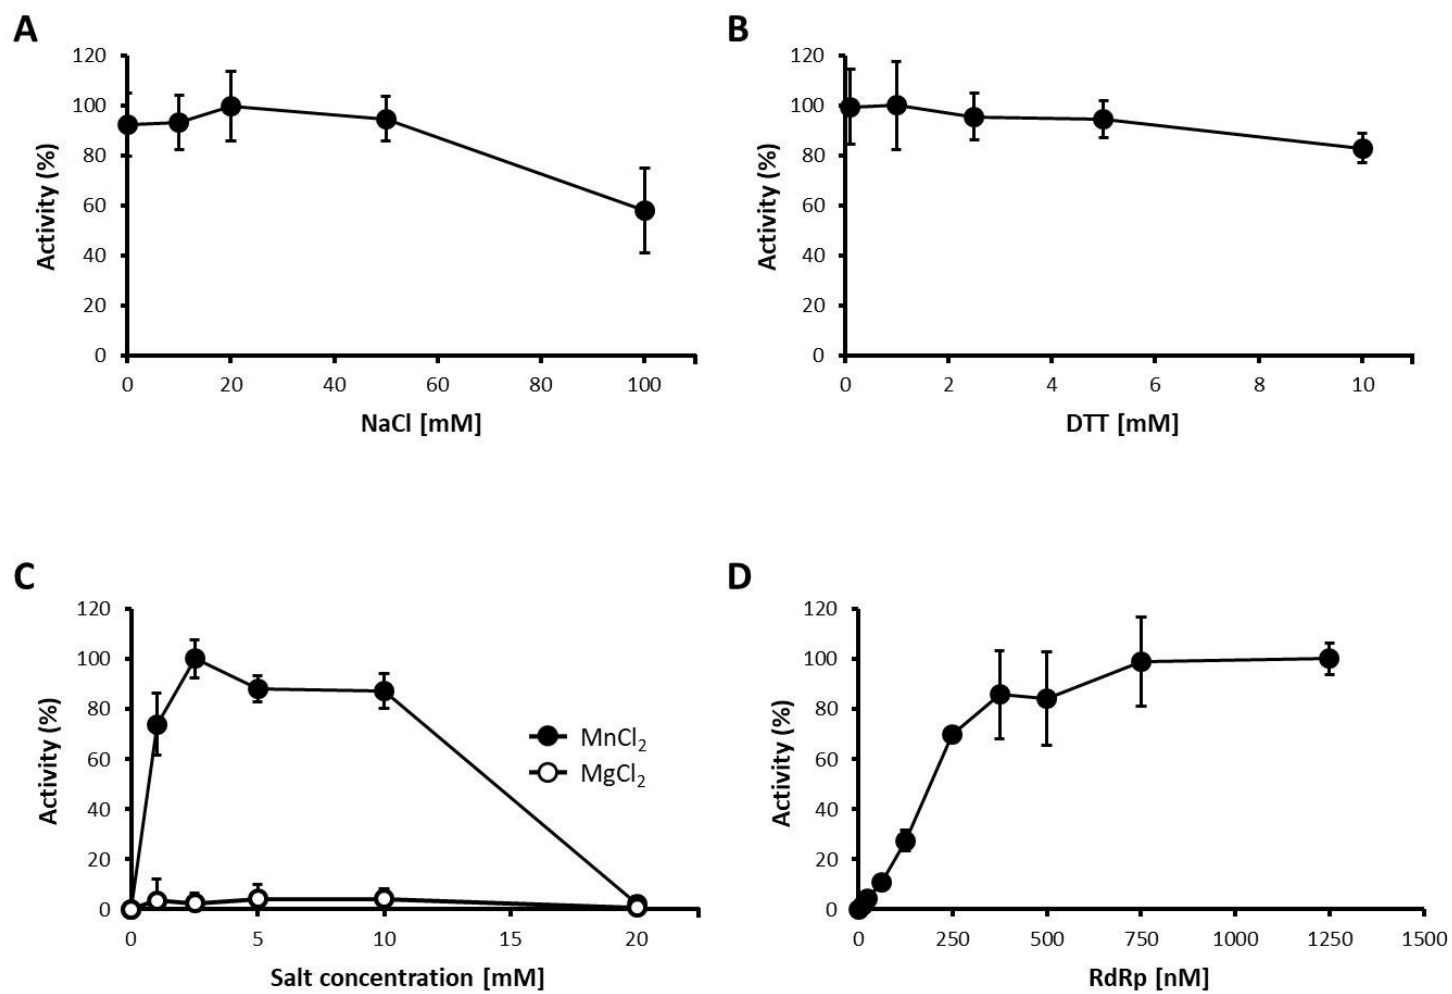 A
120
100
80
60
40
20
0
Activity (%)
0 20 40 60 80 100
NaCl [mM]
B
120
100
80
60
40
20
0
Activity (%)
0 2 4 6 8 10
DTT [mM]
C
120
100
80
60
40
20
0
Activity (%)
MnCl₂
MgCl₂
0 5 10 15 20
Salt concentration [mM]
D
120
100
80
60
40
20
0
Activity (%)
0 250 500 750 1000 1250 1500
RdRp [nM]